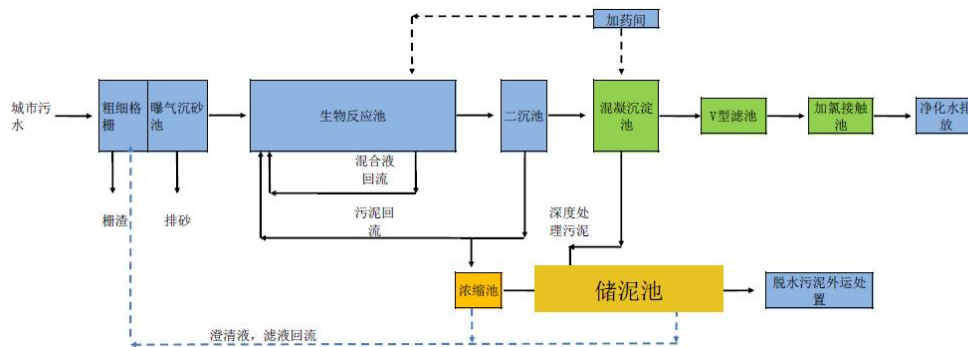 加药间
城市污
水
粗细格
栅
曝气沉砂
池
生物反应池
二沉池
混凝沉淀
池
V型滤池
加氯接触
池
净化水排
放
混合液
回流
栅渣
排砂
污泥回
流
深度处
理污泥
浓缩池
储泥池
脱水污泥外运处
置
澄清液，滤液回流